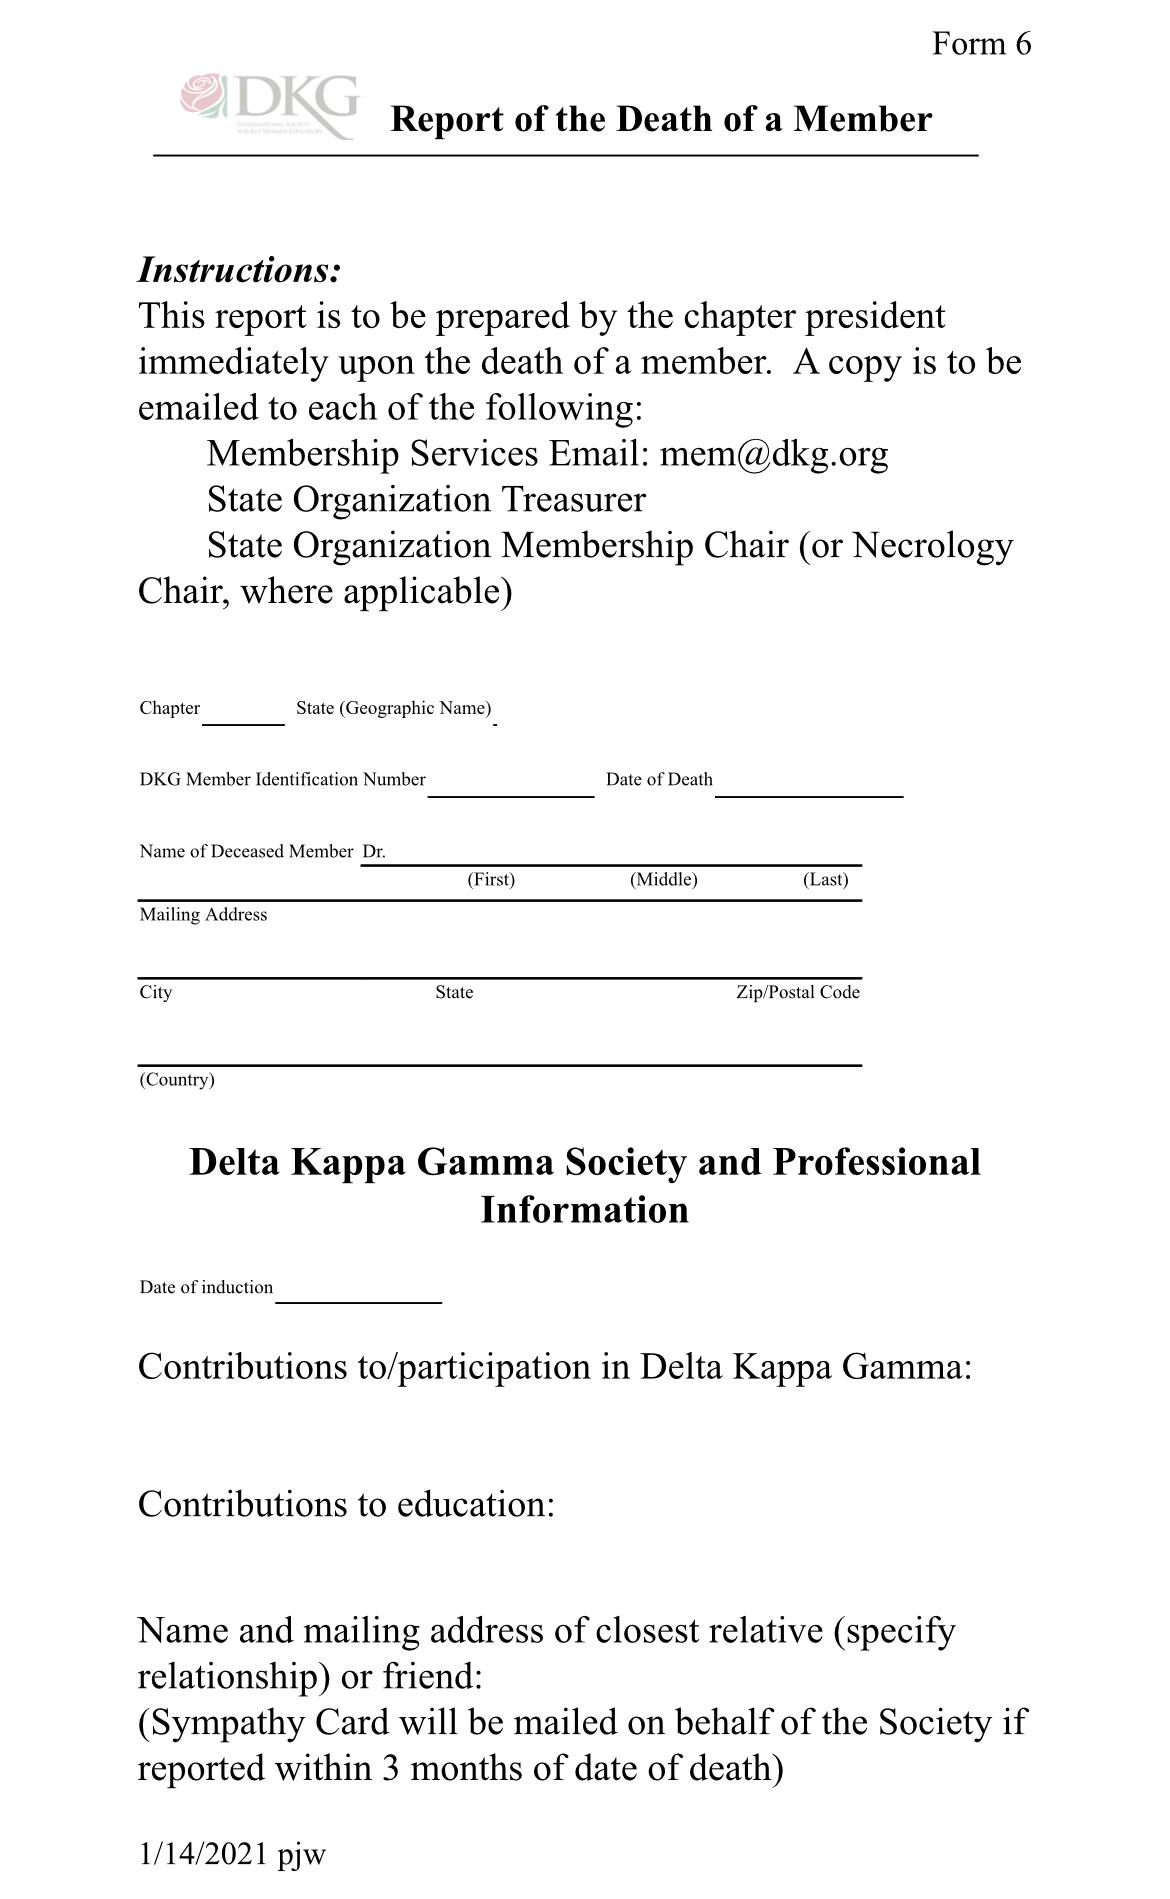 Form 6
DKG
INTERNATIONAL SOCIETY
FOR KEY WOMEN EDUCATORS
Report of the Death of a Member
Instructions:
This report is to be prepared by the chapter president
immediately upon the death of a member.  A copy is to be
emailed to each of the following:
Membership Services Email: mem@dkg.org
State Organization Treasurer
State Organization Membership Chair (or Necrology
Chair, where applicable)
Chapter State (Geographic Name)
DKG Member Identification Number Date of Death
Name of Deceased Member Dr.
(First) (Middle) (Last)
Mailing Address
City State Zip/Postal Code
(Country)
Delta Kappa Gamma Society and Professional
Information
Date of induction
Contributions to/participation in Delta Kappa Gamma:
Contributions to education:
Name and mailing address of closest relative (specify
relationship) or friend:
(Sympathy Card will be mailed on behalf of the Society if
reported within 3 months of date of death)
1/14/2021 pjw